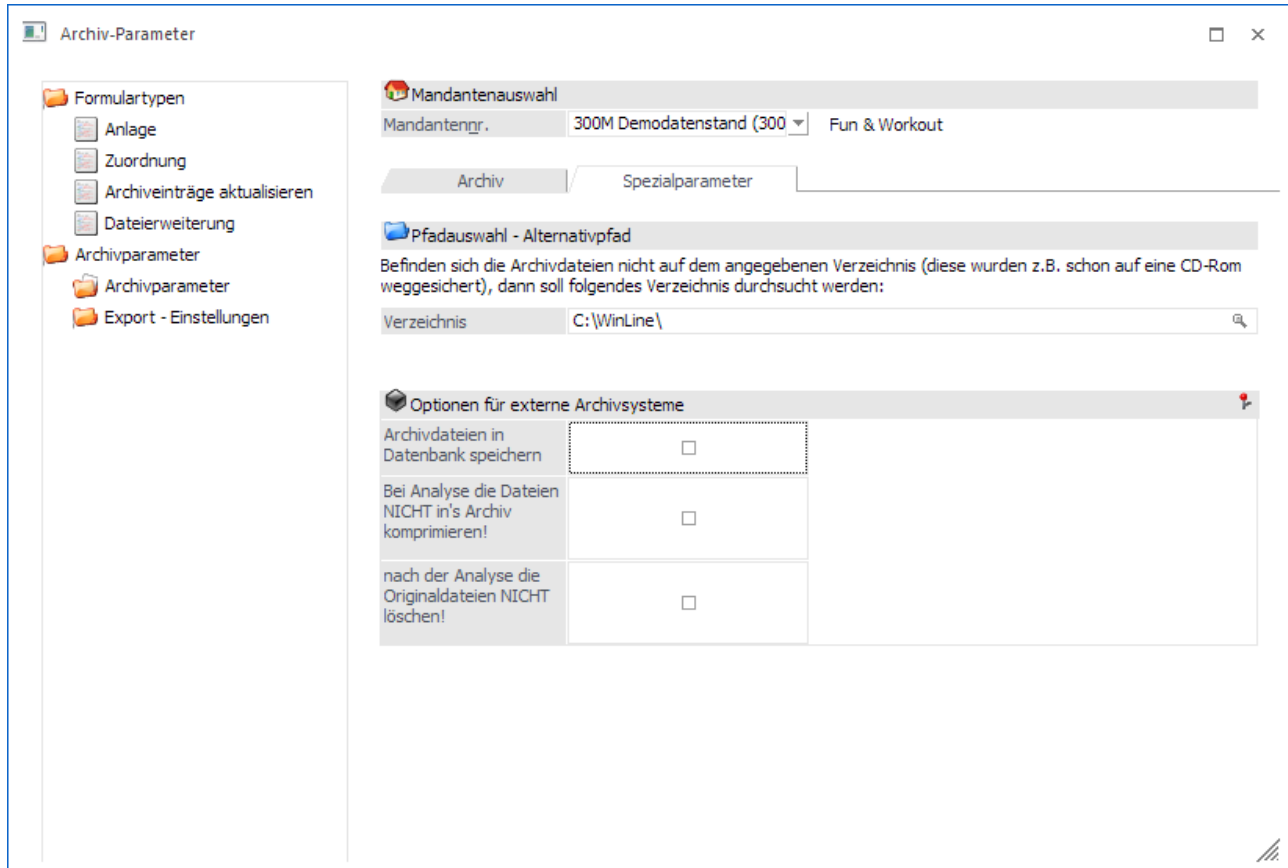 Archiv-Parameter
Formulartypen
Anlage
Zuordnung
Archiveinträge aktualisieren
Dateierweiterung
Archivparameter
Archivparameter
Export - Einstellungen
Mandantenauswahl
Mandantennr. 300M Demodatenstand (300 Fun & Workout
Archiv Spezialparameter
Pfadauswahl - Alternativpfad
Befinden sich die Archivdateien nicht auf dem angegebenen Verzeichnis (diese wurden z.B. schon auf eine CD-Rom
weggesichert), dann soll folgendes Verzeichnis durchsucht werden:
Verzeichnis C:\WinLine\
Optionen für externe Archivsysteme
Archivdateien in
Datenbank speichern
Bei Analyse die Dateien
NICHT in's Archiv
komprimieren!
nach der Analyse die
Originaldateien NICHT
löschen!